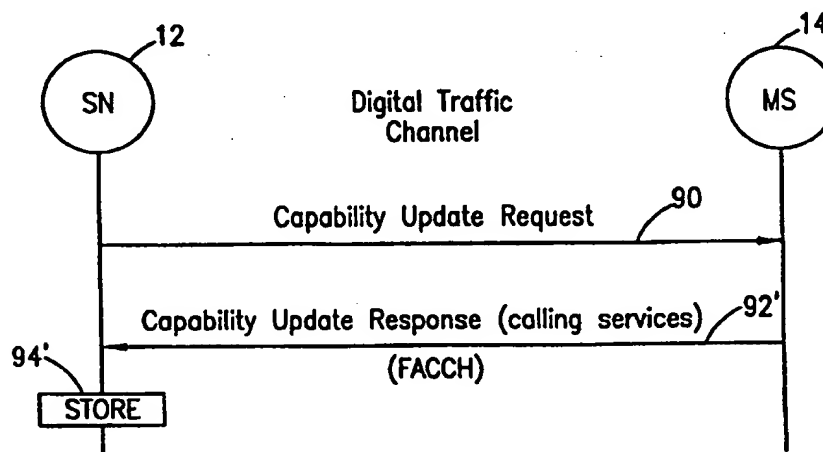 12
14
SN
Digital Traffic
Channel
MS
90
Capability Update Request
92'
Capability Update Response (calling services)
(FACCH)
94'
STORE